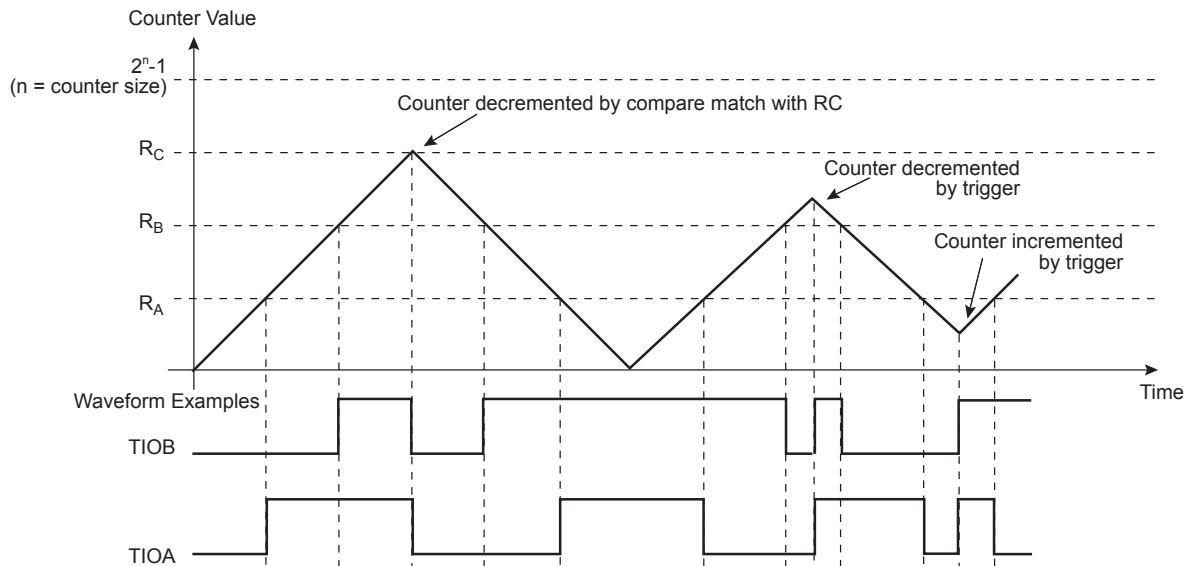 Counter Value
2ⁿ-1
(n = counter size)
Counter decremented by compare match with RC
R_C
Counter decremented
by trigger
R_B
Counter incremented
by trigger
R_A
Time
Waveform Examples
TIOB
TIOA